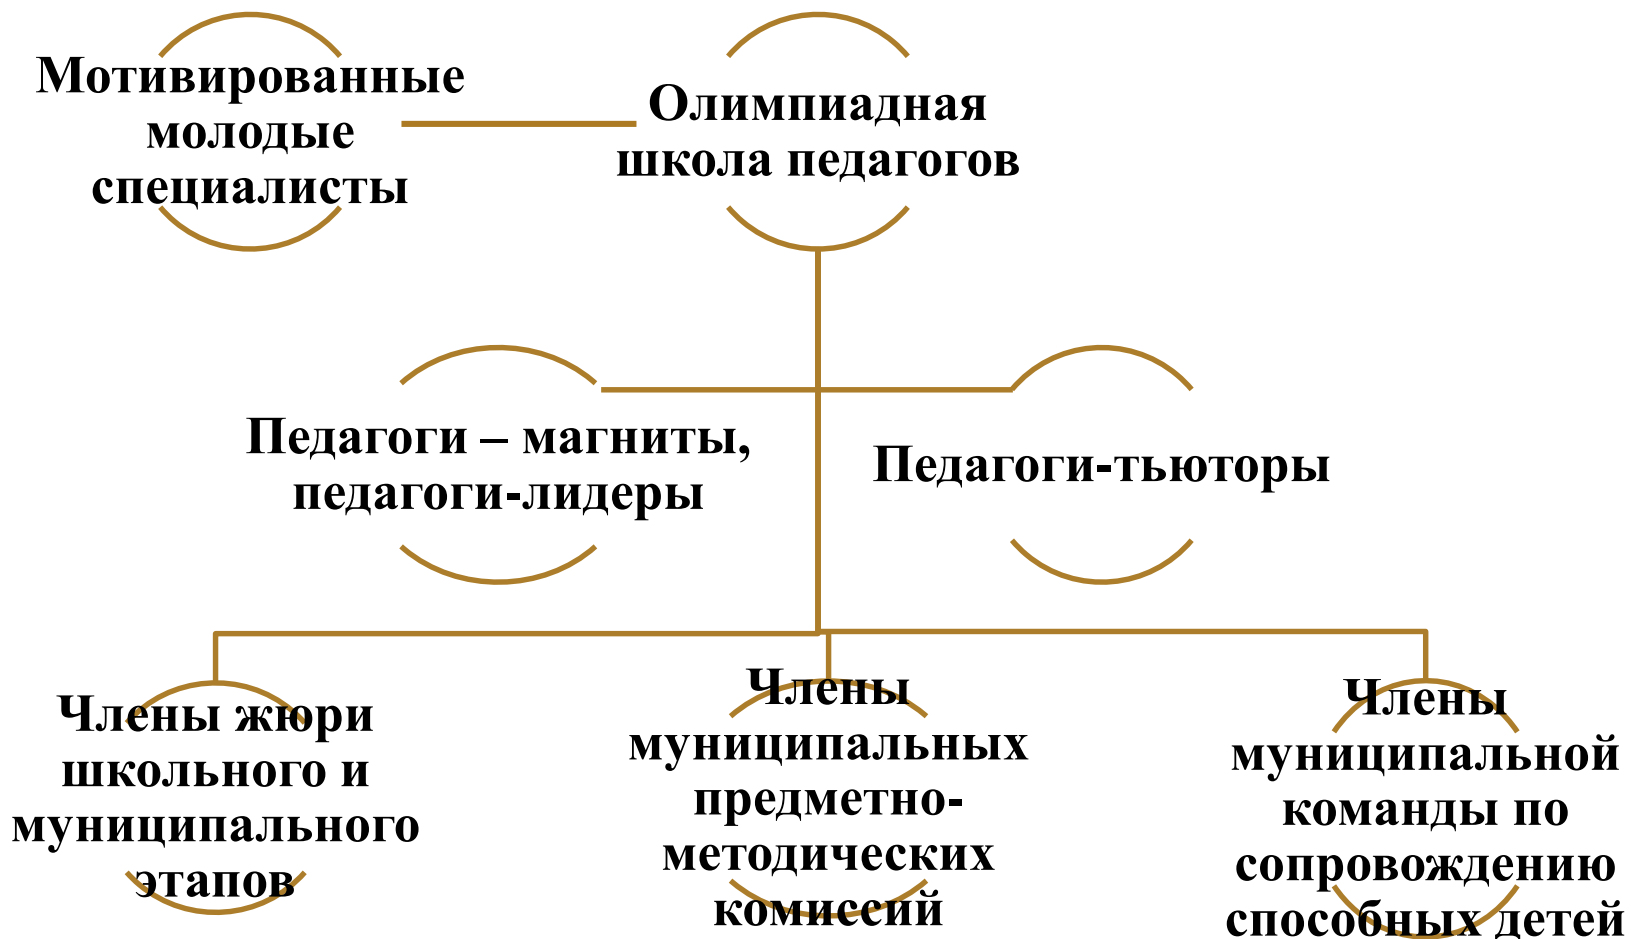 Мотивированные
молодые
специалисты
Олимпиадная
школа педагогов
Педагоги – магниты,
педагоги-лидеры
Педагоги-тьюторы
Члены жюри
школьного и
муниципального
этапов
Члены
муниципальных
предметно-
методических
комиссий
Члены
муниципальной
команды по
сопровождению
способных детей